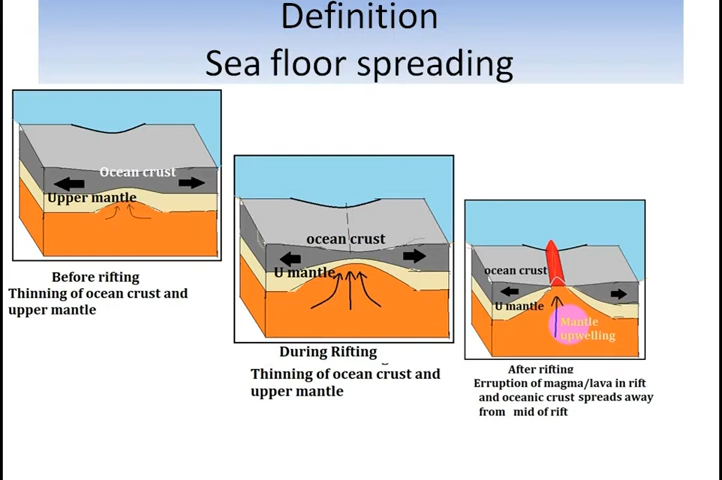 Definition
Sea floor spreading
Ocean crust
Upper mantle
Before rifting
Thinning of ocean crust and
upper mantle
ocean crust
U mantle
During Rifting
Thinning of ocean crust and
upper mantle
ocean crust
U mantle
Mantle
upwelling
After rifting
Erruption of magma/lava in rift
and oceanic crust spreads away
from mid of rift